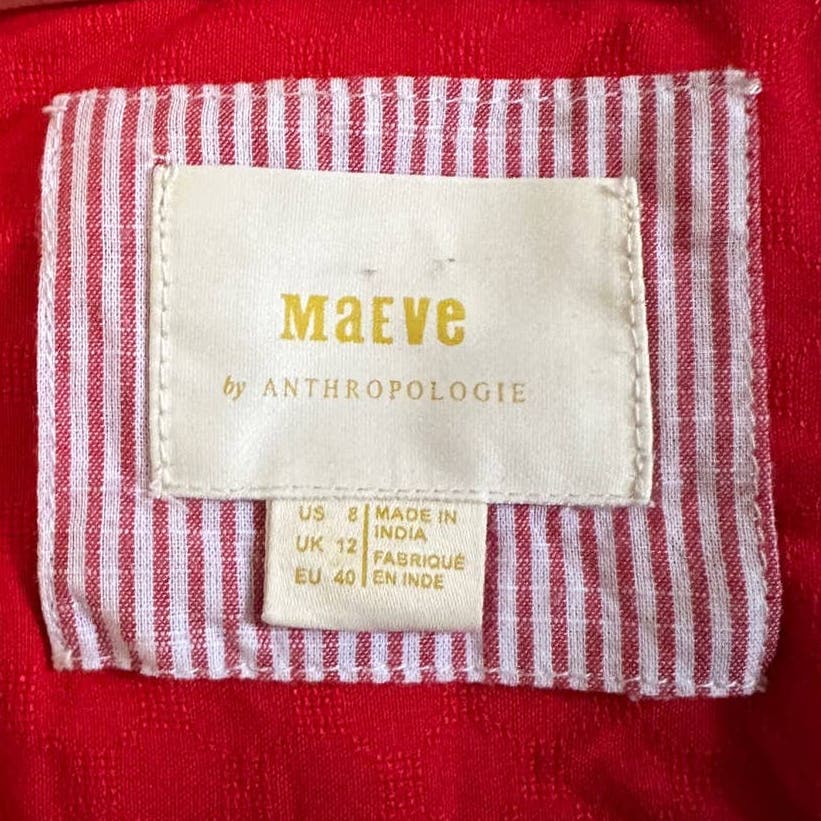 Maeve
by ANTHROPOLOGIE
US 8
UK 12
EU 40
MADE IN
INDIA
FABRIQUÉ
EN INDE